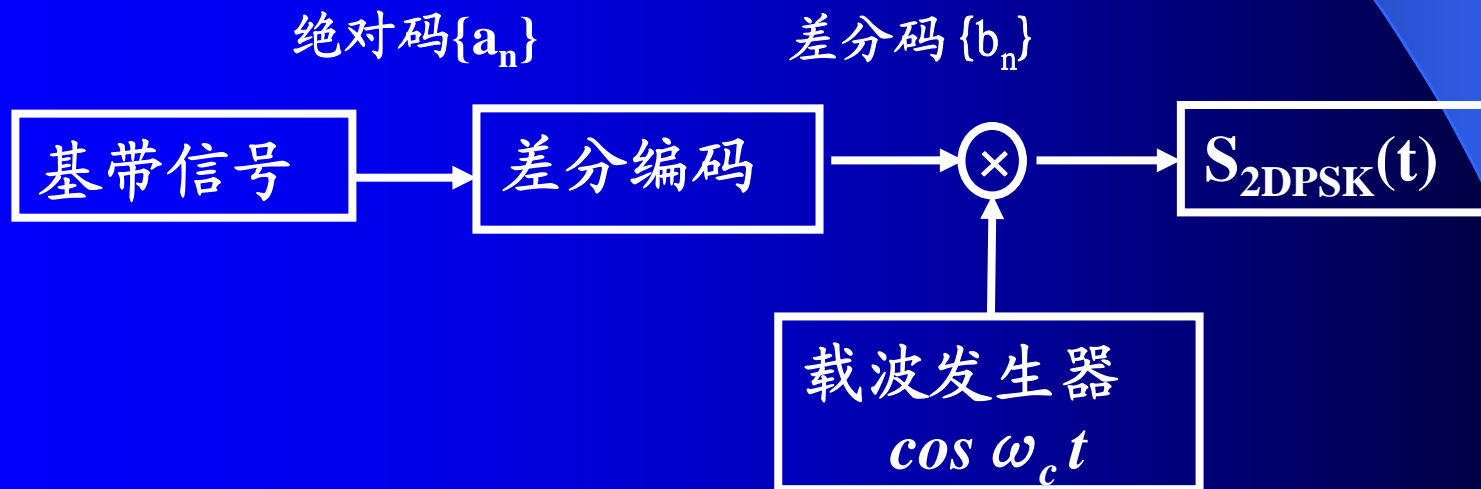 绝对码{aₙ}
差分码{bₙ}
基带信号
差分编码
×
S₂DPSK(t)
载波发生器
cos ω_c t